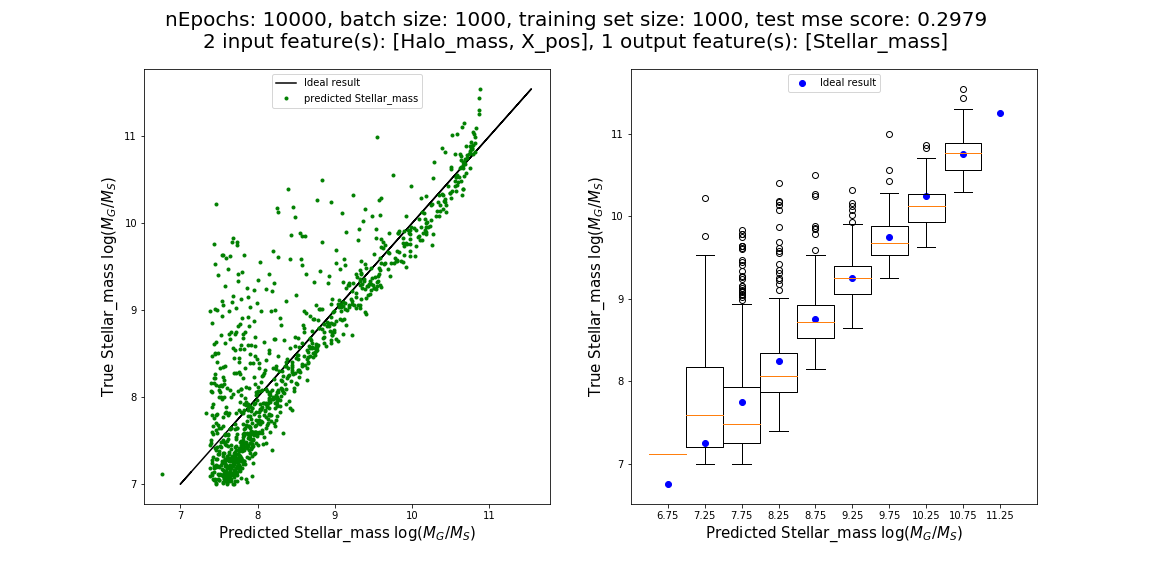 nEpochs: 10000, batch size: 1000, training set size: 1000, test mse score: 0.2979
2 input feature(s): [Halo_mass, X_pos], 1 output feature(s): [Stellar_mass]
Ideal result
predicted Stellar_mass
True Stellar_mass log(M_G/M_S)
11
10
9
8
7
7 8 9 10 11
Predicted Stellar_mass log(M_G/M_S)
Ideal result
True Stellar_mass log(M_G/M_S)
11
10
9
8
7
6.75 7.25 7.75 8.25 8.75 9.25 9.75 10.25 10.75 11.25
Predicted Stellar_mass log(M_G/M_S)